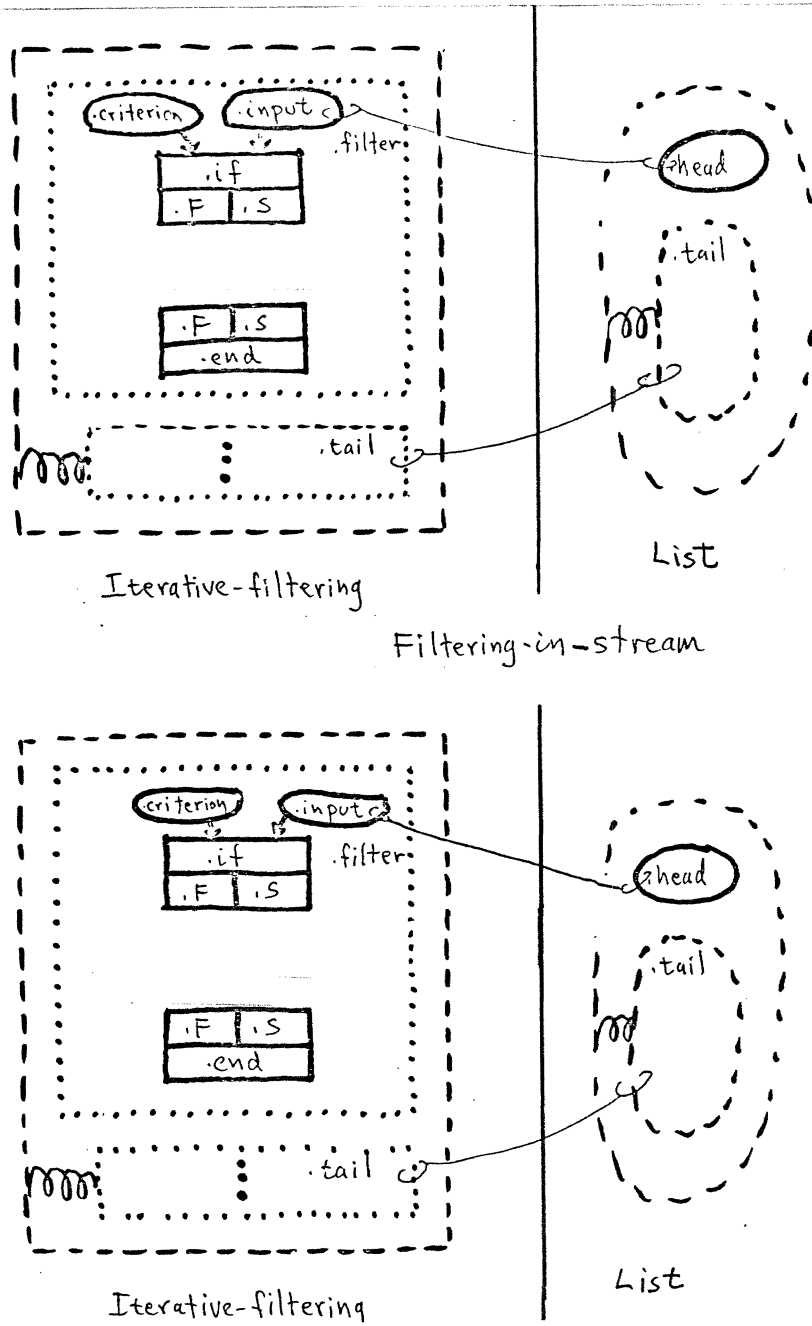 .criterion .input
.filter
.if
.F .S
.F .S
.end
.tail
Iterative-filtering
.head
.tail
List
Filtering-in-stream
.criterion .input
.if .filter
.F .S
.F .S
.end
.tail
Iterative-filtering
.head
.tail
List